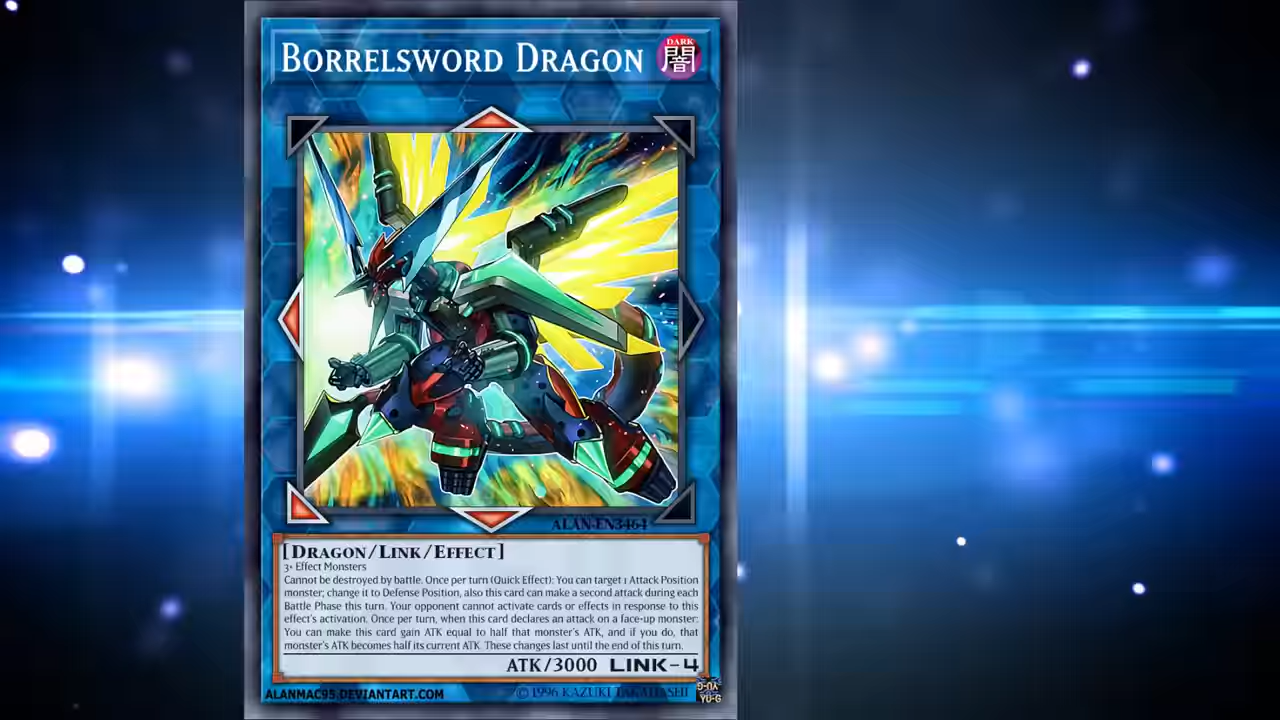 BORRELSWORD DRAGON
DARK
闇
ALAN-EN3464
[DRAGON/LINK/EFFECT]
3+ Effect Monsters
Cannot be destroyed by battle. Once per turn (Quick Effect): You can target 1 Attack Position
monster; change it to Defense Position, also this card can make a second attack during each
Battle Phase this turn. Your opponent cannot activate cards or effects in response to this
effect's activation. Once per turn, when this card declares an attack on a face-up monster:
You can make this card gain ATK equal to half that monster's ATK, and if you do, that
monster's ATK becomes half its current ATK. These changes last until the end of this turn.
ATK/3000 LINK-4
ALANMAC95.DEVIANTART.COM
© 1996 KAZUKI TAKAHASHI